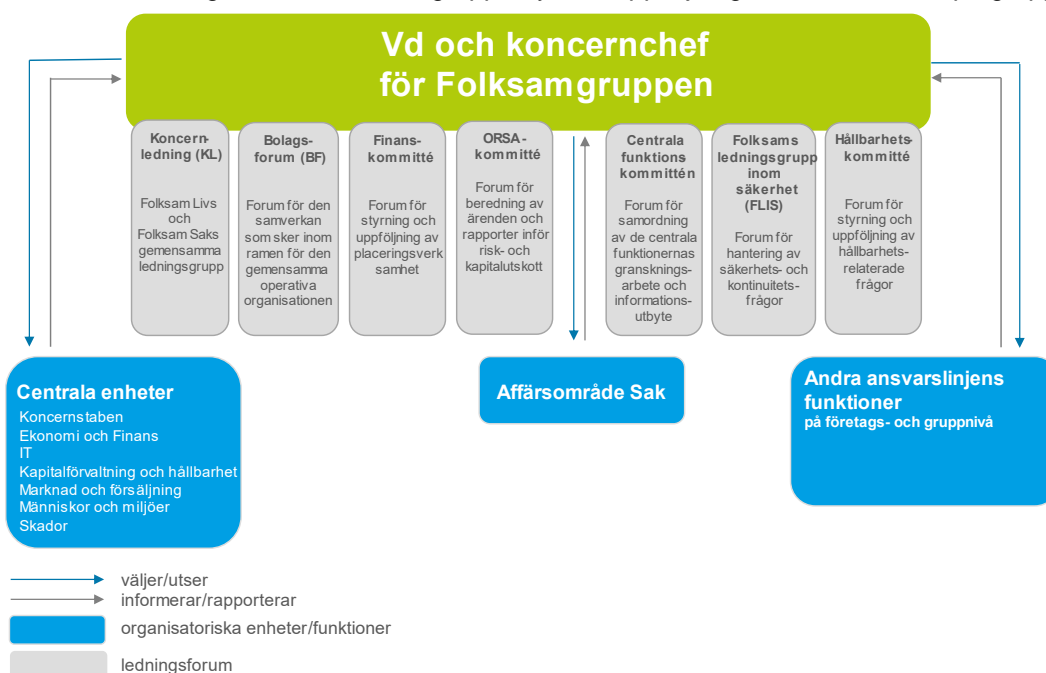 Vd och koncernchef
för Folksamgruppen
Koncern-
ledning (KL)
Folksam Livs
och
Folksam Saks
gemensamma
ledningsgrupp
Bolags-
forum (BF)
Forum för den
samverkan
som sker inom
ramen för den
gemensamma
operativa
organisationen
Finans-
kommitté
Forum för
styrning och
uppföljning av
placeringsverk
samhet
ORSA-
kommitté
Forum för
beredning av
ärenden och
rapporter inför
risk- och
kapitalutskott
Centrala
funktions
kommittén
Forum för
samordning
av de centrala
funktionernas
gransknings-
arbete och
informations-
utbyte
Folksams
ledningsgrupp
inom
säkerhet
(FLIS)
Forum för
hantering av
säkerhets- och
kontinuitets-
frågor
Hållbarhets-
kommitté
Forum för
styrning och
uppföljning av
hållbarhets-
relaterade
frågor
Centrala enheter
Koncernstaben
Ekonomi och Finans
IT
Kapitalförvaltning och hållbarhet
Marknad och försäljning
Människor och miljöer
Skador
Affärsområde Sak
Andra ansvarslinjens
funktioner
på företags- och gruppnivå
väljer/utser
informerar/rapporterar
organisatoriska enheter/funktioner
ledningsforum